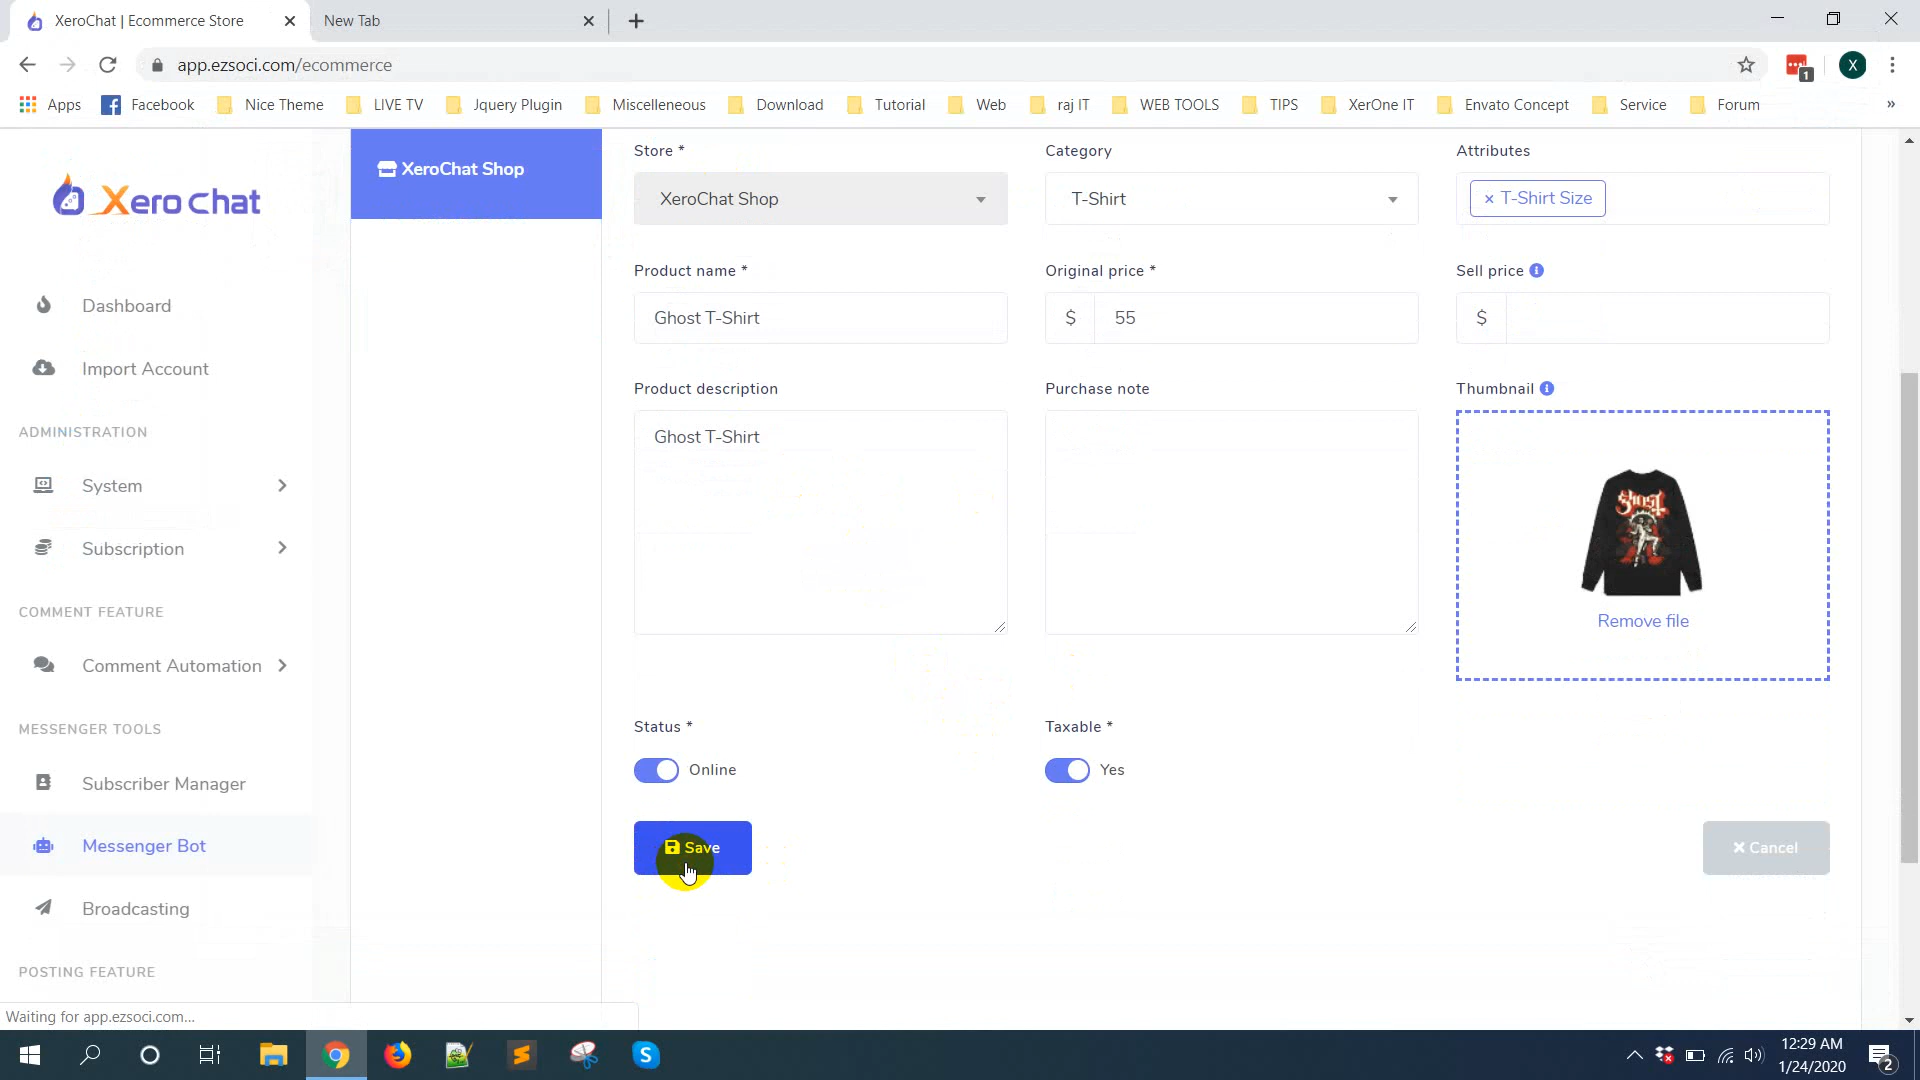 XeroChat | Ecommerce Store
New Tab
app.ezsoci.com/ecommerce
1
X
Apps
Facebook
Nice Theme
LIVE TV
Jquery Plugin
Miscelleneous
Download
Tutorial
Web
raj IT
WEB TOOLS
TIPS
XerOne IT
Envato Concept
Service
Forum
»
Xero chat
Dashboard
Import Account
ADMINISTRATION
System
Subscription
COMMENT FEATURE
Comment Automation
MESSENGER TOOLS
Subscriber Manager
Messenger Bot
Broadcasting
POSTING FEATURE
Waiting for app.ezsoci.com...
XeroChat Shop
Store *
Category
Attributes
XeroChat Shop
T-Shirt
× T-Shirt Size
Product name *
Original price *
Sell price
Ghost T-Shirt
$ 55
$
Product description
Purchase note
Thumbnail
Ghost T-Shirt
Ghost
Remove file
Status *
Taxable *
Online
Yes
Save
× Cancel
12:29 AM
1/24/2020
2